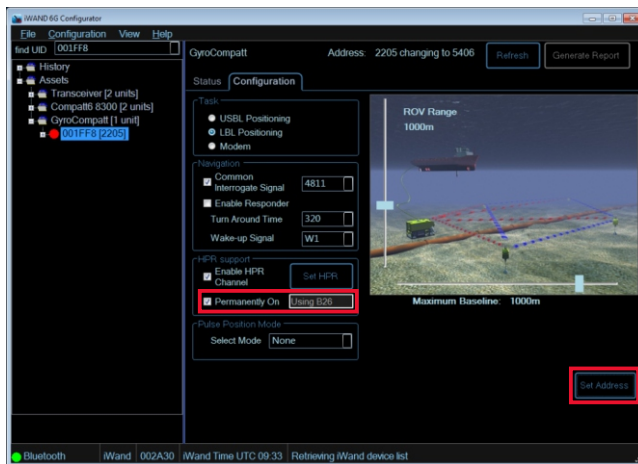 iWAND 6G Configurator
File Configuration View Help
find UID 001FF8
History
Assets
Transceiver [2 units]
Compatt6 8300 [2 units]
GyroCompatt [1 unit]
001FF8 [2205]
GyroCompatt Address: 2205 changing to 5406 Refresh Generate Report
Status Configuration
Task
USBL Positioning
LBL Positioning
Modem
Navigation
Common
Interrogate Signal 4811
Enable Responder
Turn Around Time 320
Wake-up Signal W1
HPR support
Enable HPR
Channel Set HPR
Permanently On Using B26
Pulse Position Mode
Select Mode None
ROV Range
1000m
Maximum Baseline: 1000m
Set Address
Bluetooth iWand 002A30 iWand Time UTC 09:33 Retrieving iWand device list